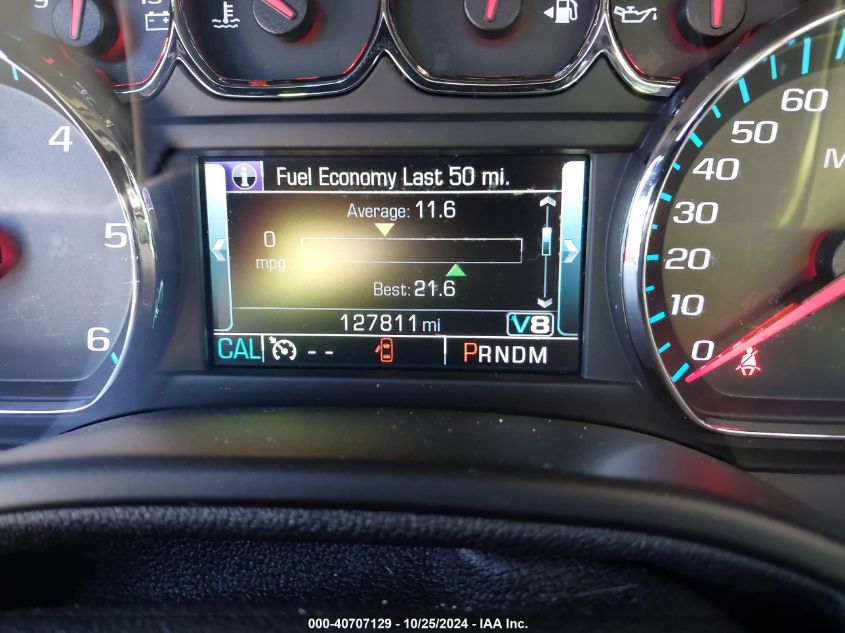 9
4
5
6
Fuel Economy Last 50 mi.
Average: 11.6
0
mpg
Best: 21.6
127811 mi
V8
CAL
--
PRNDM
60
50
40
30
20
10
0
M
000-40707129 - 10/25/2024 - IAA Inc.